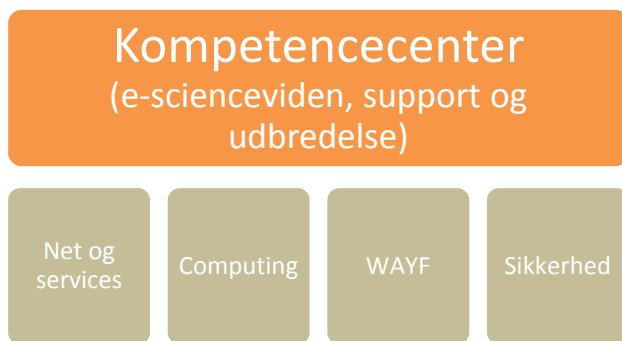 Kompetencecenter
(e-scienceviden, support og
udbredelse)
Net og
services
Computing
WAYF
Sikkerhed